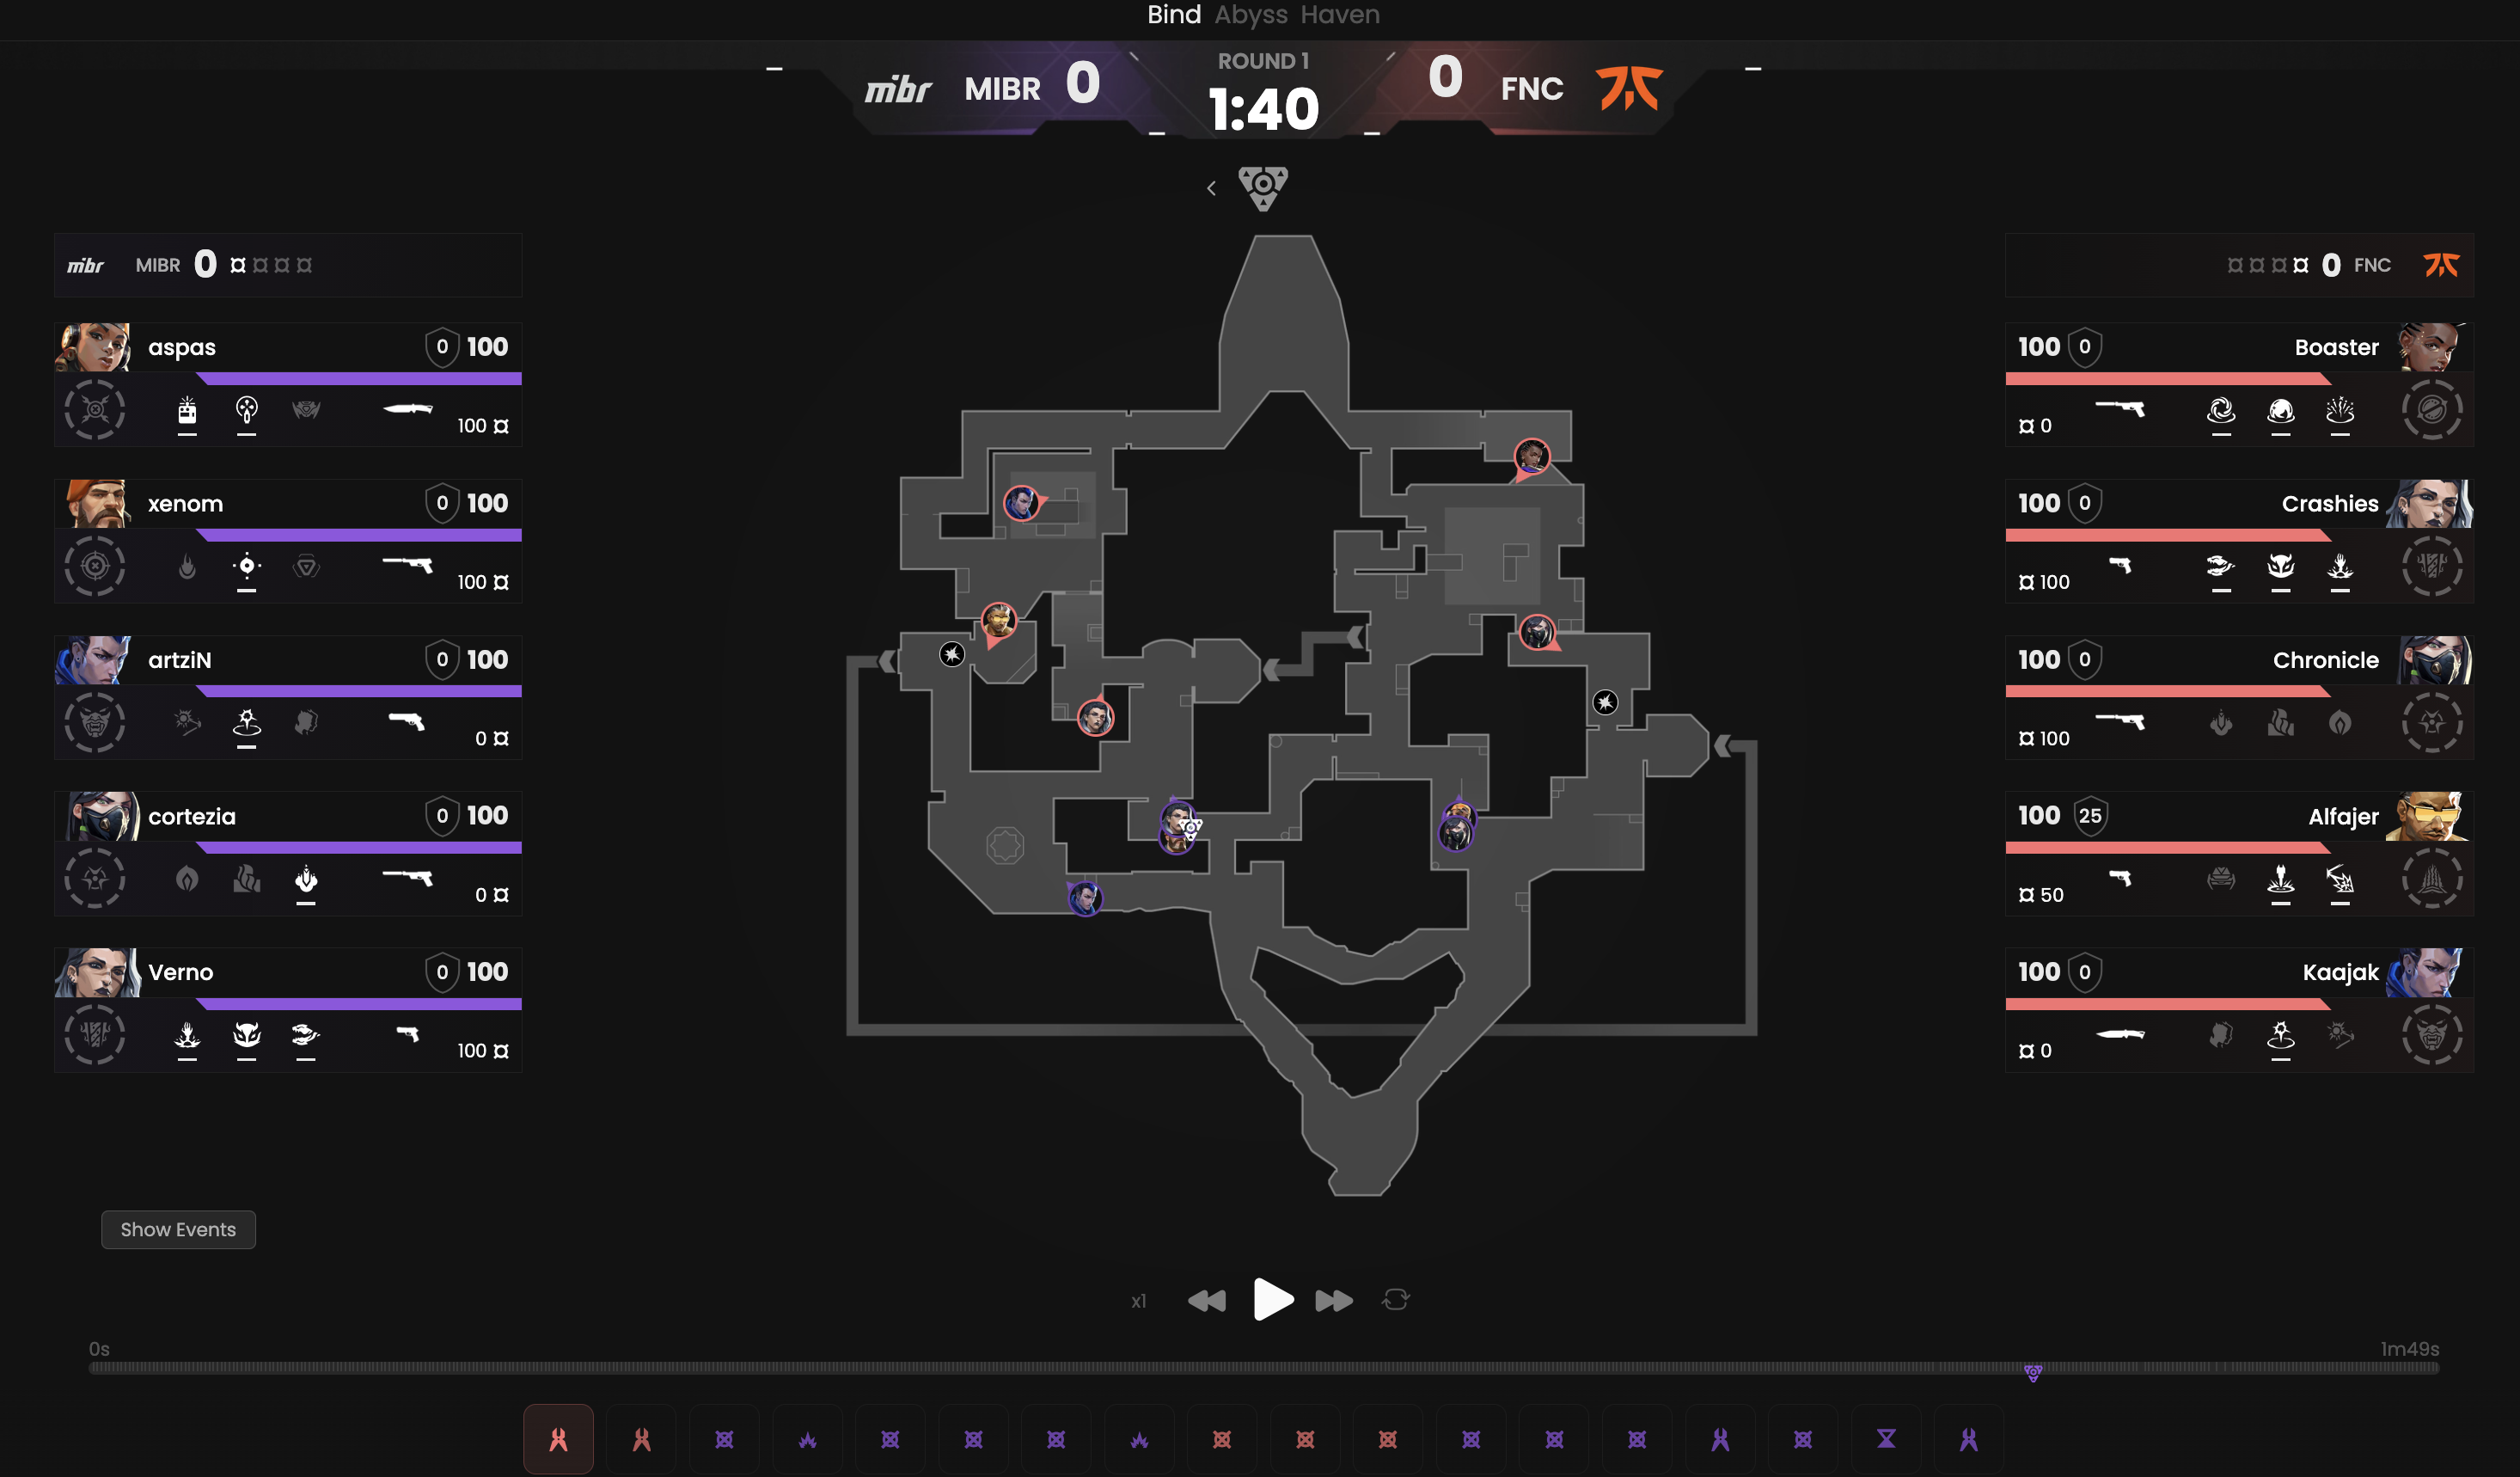 Bind Abyss Haven
mibr MIBR 0 ROUND 1 0 FNC
1:40
mibr MIBR 0
0 FNC
aspas 0 100
100
xenom 0 100
100
artziN 0 100
0
cortezia 0 100
0
Verno 0 100
100
100 0 Boaster
0
100 0 Crashies
100
100 0 Chronicle
100
100 25 Alfajer
50
100 0 Kaajak
0
Show Events
x1
0s 1m49s